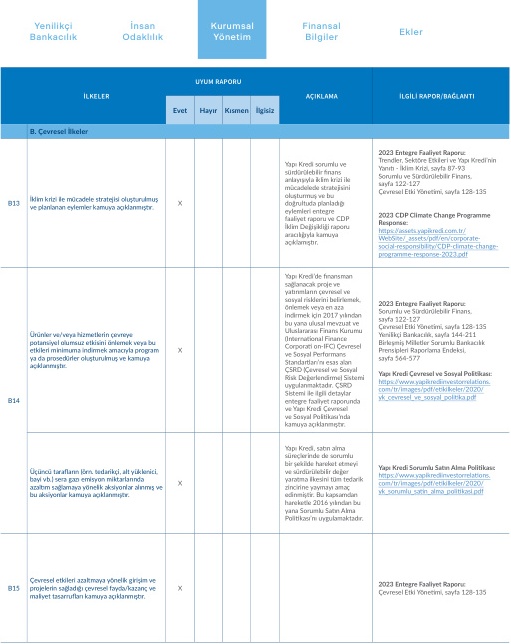 Yenilikçi
Bankacılık
İnsan
Odaklılık
Kurumsal
Yönetim
Finansal
Bilgiler
Ekler
İLKELER
UYUM RAPORU
AÇIKLAMA
İLGİLİ RAPOR/BAĞLANTI
Evet
Hayır
Kısmen
İlgisiz
B. Çevresel İlkeler
B13
İklim krizi ile mücadele stratejisi oluşturulmuş
ve planlanan eylemler kamuya açıklanmıştır.
X
Yapı Kredi sorumlu ve
sürdürülebilir finans
anlayışıyla iklim krizi ile
mücadelede stratejisini
oluşturmuş ve bu
doğrultuda planladığı
eylemleri entegre
faaliyet raporu ve CDP
İklim Değişikliği raporu
aracılığıyla kamuya
açıklamıştır.
2023 Entegre Faaliyet Raporu:
Trendler, Sektöre Etkileri ve Yapı Kredi'nin
Yanıtı - İklim Krizi, sayfa 87-93
Sorumlu ve Sürdürülebilir Finans,
sayfa 122-127
Çevresel Etki Yönetimi, sayfa 128-135
2023 CDP Climate Change Programme
Response:
https://assets.yapikredi.com.tr/
WebSite/_assets/pdf/en/corporate-
social-responsibility/CDP-climate-change-
programme-response-2023.pdf
B14
Ürünler ve/veya hizmetlerin çevreye
potansiyel olumsuz etkisini önlemek veya bu
etkileri minimuma indirmek amacıyla program
ya da prosedürler oluşturulmuş ve kamuya
açıklanmıştır.
X
Yapı Kredi'de finansman
sağlanacak proje ve
yatırımların çevresel ve
sosyal risklerini belirlemek,
önlemek veya en aza
indirmek için 2017 yılından
bu yana ulusal mevzuat ve
Uluslararası Finans Kurumu
(International Finance
Corporati on-IFC) Çevresel
ve Sosyal Performans
Standartları'nı esas alan
ÇSRD (Çevresel ve Sosyal
Risk Değerlendirme) Sistemi
uygulanmaktadır. ÇSRD
Sistemi ile ilgili detaylar
entegre faaliyet raporunda
ve Yapı Kredi Çevresel
ve Sosyal Politikası'nda
kamuya açıklanmıştır.
2023 Entegre Faaliyet Raporu:
Sorumlu ve Sürdürülebilir Finans,
sayfa 122-127
Çevresel Etki Yönetimi, sayfa 128-135
Yenilikçi Bankacılık, sayfa 144-211
Birleşmiş Milletler Sorumlu Bankacılık
Prensipleri Raporlama Endeksi,
sayfa 564-577
Yapı Kredi Çevresel ve Sosyal Politikası:
https://www.yapikrediinvestorrelations.
com/tr/images/pdf/etikilkeler/2020/
yk_cevresel_ve_sosyal_politika.pdf
Üçüncü tarafların (örn. tedarikçi, alt yüklenici,
bayi vb.) sera gazı emisyon miktarlarında
azaltım sağlamaya yönelik aksiyonlar alınmış ve
bu aksiyonlar kamuya açıklanmıştır.
X
Yapı Kredi, satın alma
süreçlerinde de sorumlu
bir şekilde hareket etmeyi
ve sürdürülebilir değer
yaratma ilkesini tüm tedarik
zincirine yaymayı amaç
edinmiştir. Bu kapsamdan
hareketle 2016 yılından bu
yana Sorumlu Satın Alma
Politikası'nı uygulamaktadır.
Yapı Kredi Sorumlu Satın Alma Politikası:
https://www.yapikrediinvestorrelations.
com/tr/images/pdf/etikilkeler/2020/
yk_sorumlu_satin_alma_politikasi.pdf
B15
Çevresel etkileri azaltmaya yönelik girişim ve
projelerin sağladığı çevresel fayda/kazanç ve
maliyet tasarrufları kamuya açıklanmıştır.
X
2023 Entegre Faaliyet Raporu:
Çevresel Etki Yönetimi, sayfa 128-135